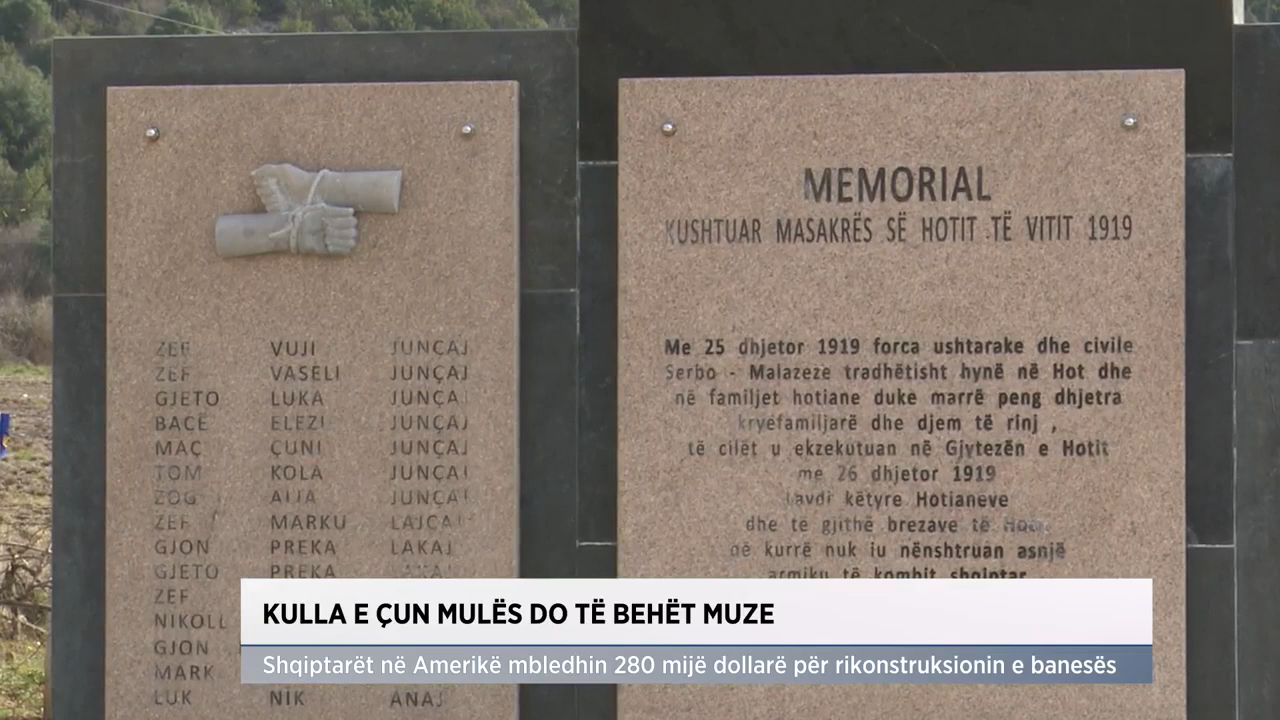 ZEF VUJI JUNÇAJ
ZEF VASELI JUNÇAJ
GJETO LUKA JUNÇAJ
BACË ELEZI JUNÇAJ
MAÇ ÇUNI JUNÇAJ
TOM KOLA JUNÇAJ
ZOG JUNÇAJ
ZEF MARKU LAJÇAJ
GJON PREKA LAKAJ
GJETO PREKA
ZEF
NIKOLL
GJON
MARK
LUK NIK ANAJ
MEMORIAL
KUSHTUAR MASAKRËS SË HOTIT TË VITIT 1919
Me 25 dhjetor 1919 forca ushtarake dhe civile
Serbo - Malazeze tradhëtisht hynë në Hot dhe
në familjet hotiane duke marrë peng dhjetra
kryefamiljarë dhe djem të rinj ,
të cilët u ekzekutuan në Gjytezën e Hotit
me 26 dhjetor 1919
Lavdi këtyre Hotianeve
dhe të gjithë brezave të
që kurrë nuk iu nënshtruan asnjë
armiku të kombit shqiptar .
KULLA E ÇUN MULËS DO TË BEHËT MUZE
Shqiptarët në Amerikë mbledhin 280 mijë dollarë për rikonstruksionin e banesës